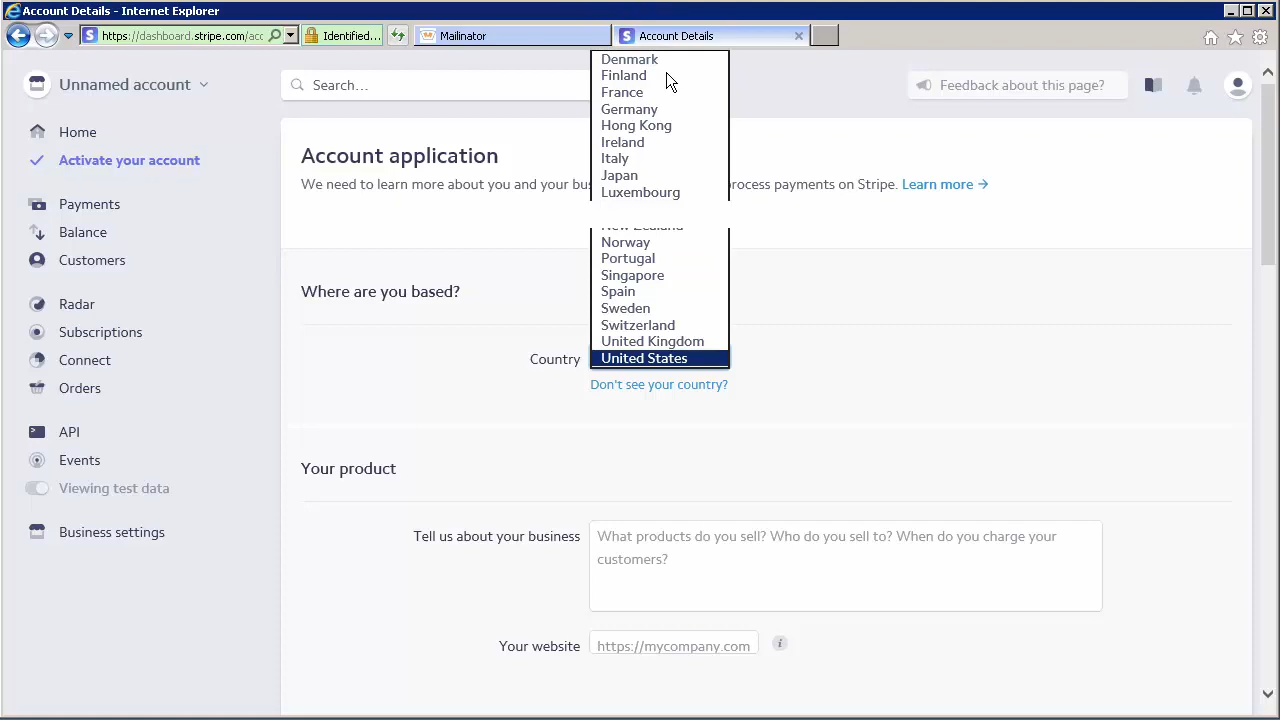 Account Details - Internet Explorer
https://dashboard.stripe.com/acc
Identified...
Mailinator
Account Details
Unnamed account
Search...
Feedback about this page?
Home
Activate your account
Payments
Balance
Customers
Radar
Subscriptions
Connect
Orders
API
Events
Viewing test data
Business settings
Account application
We need to learn more about you and your bus
process payments on Stripe. Learn more →
Where are you based?
Country
Denmark
Finland
France
Germany
Hong Kong
Ireland
Italy
Japan
Luxembourg
New Zealand
Norway
Portugal
Singapore
Spain
Sweden
Switzerland
United Kingdom
United States
Don't see your country?
Your product
Tell us about your business
What products do you sell? Who do you sell to? When do you charge your
customers?
Your website
https://mycompany.com